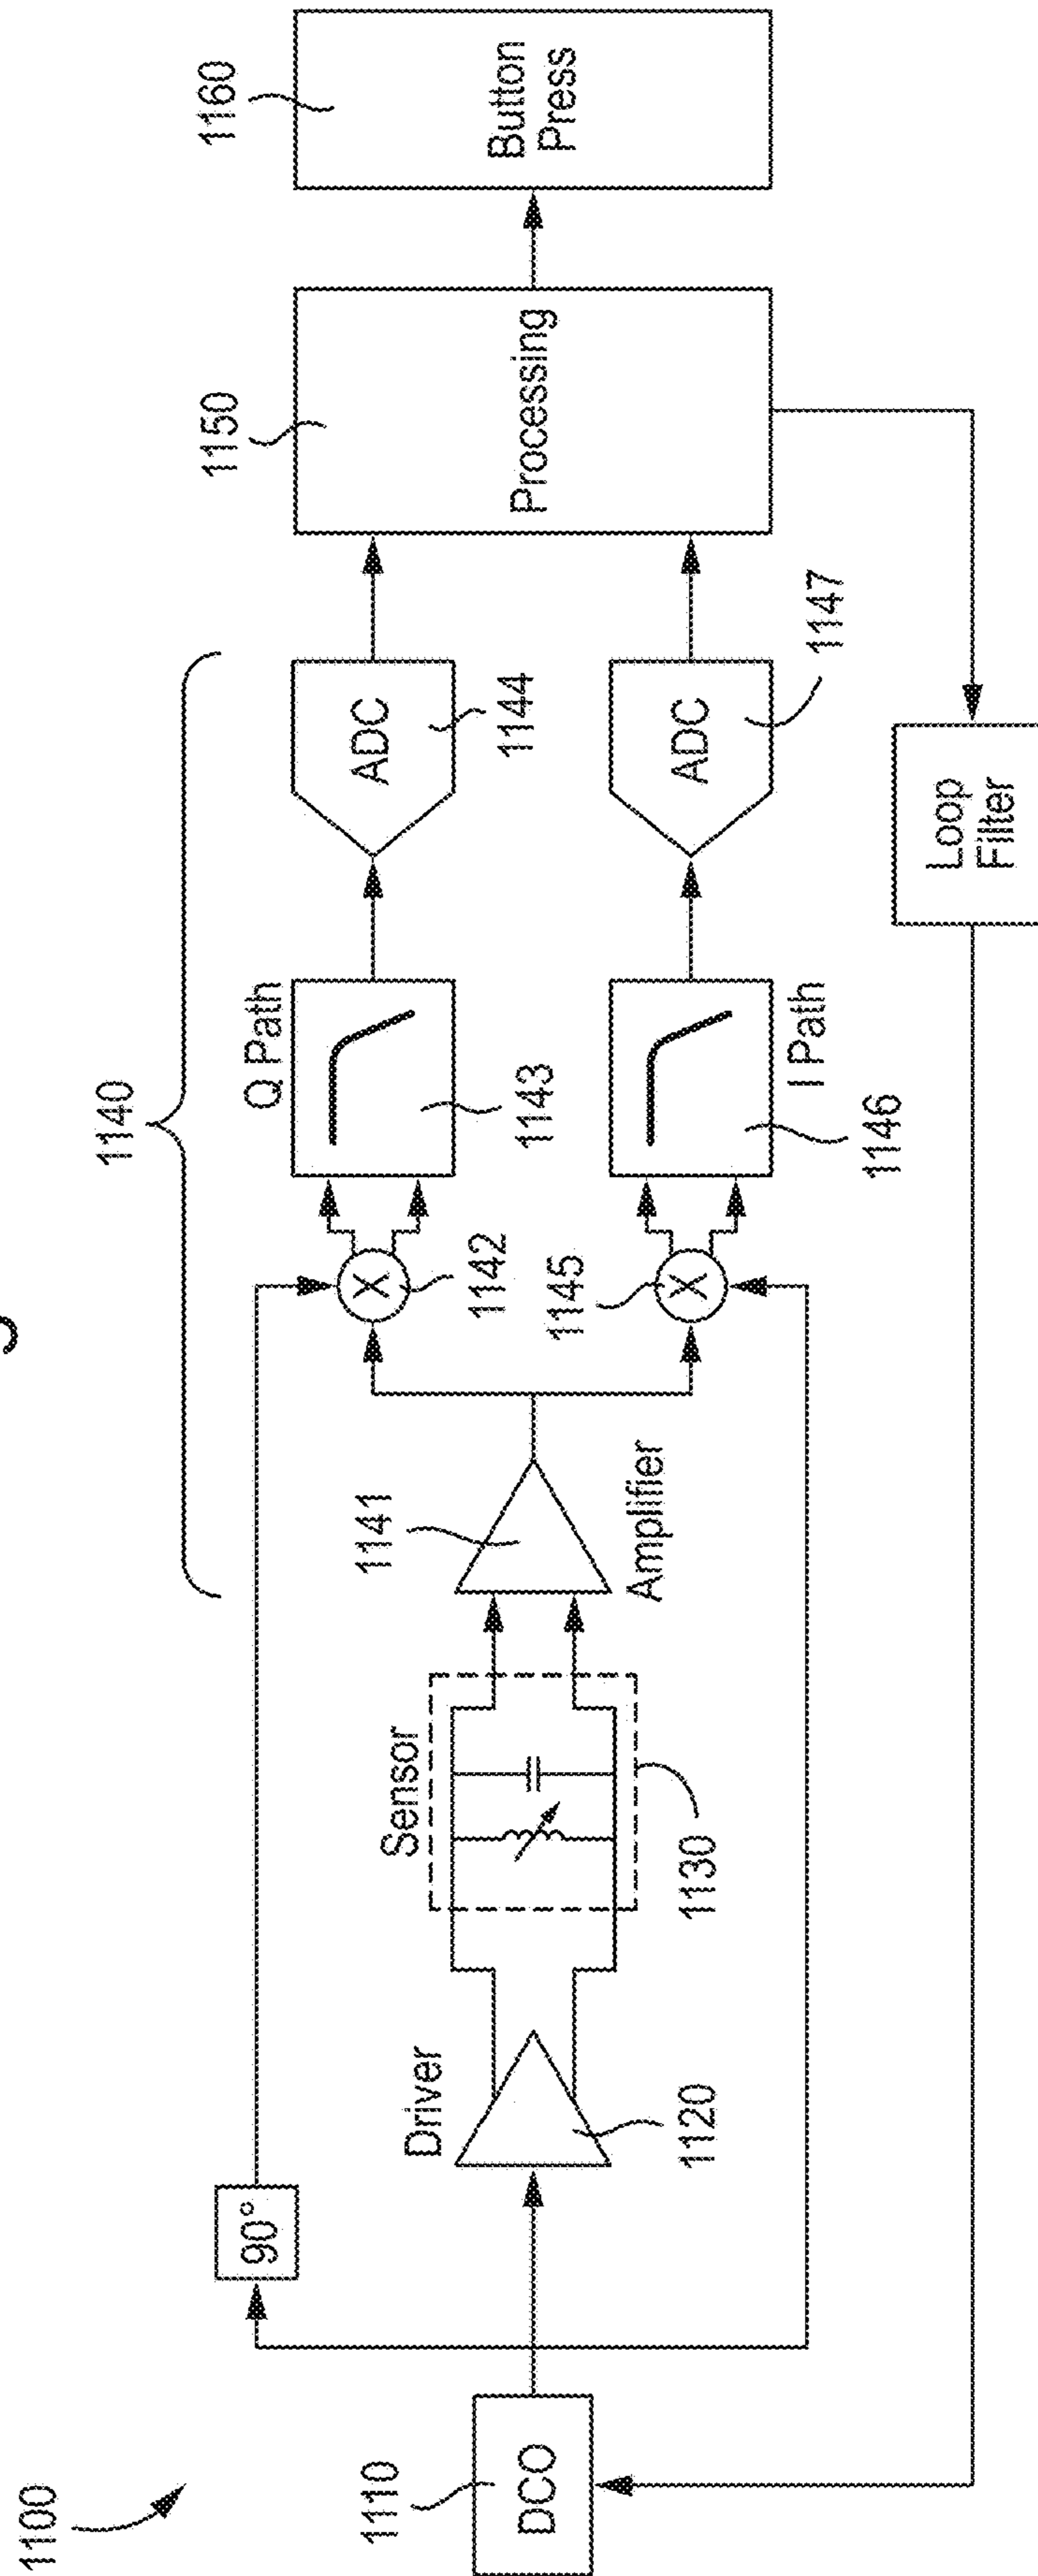 1100
1140
1160
1150
90°
Q Path
Button
Press
1110
Driver
Sensor
1141
ADC
1143
1144
1142
DCO
X
Processing
1120
1130
Amplifier
1145
X
ADC
I Path
1146
1147
Loop
Filter